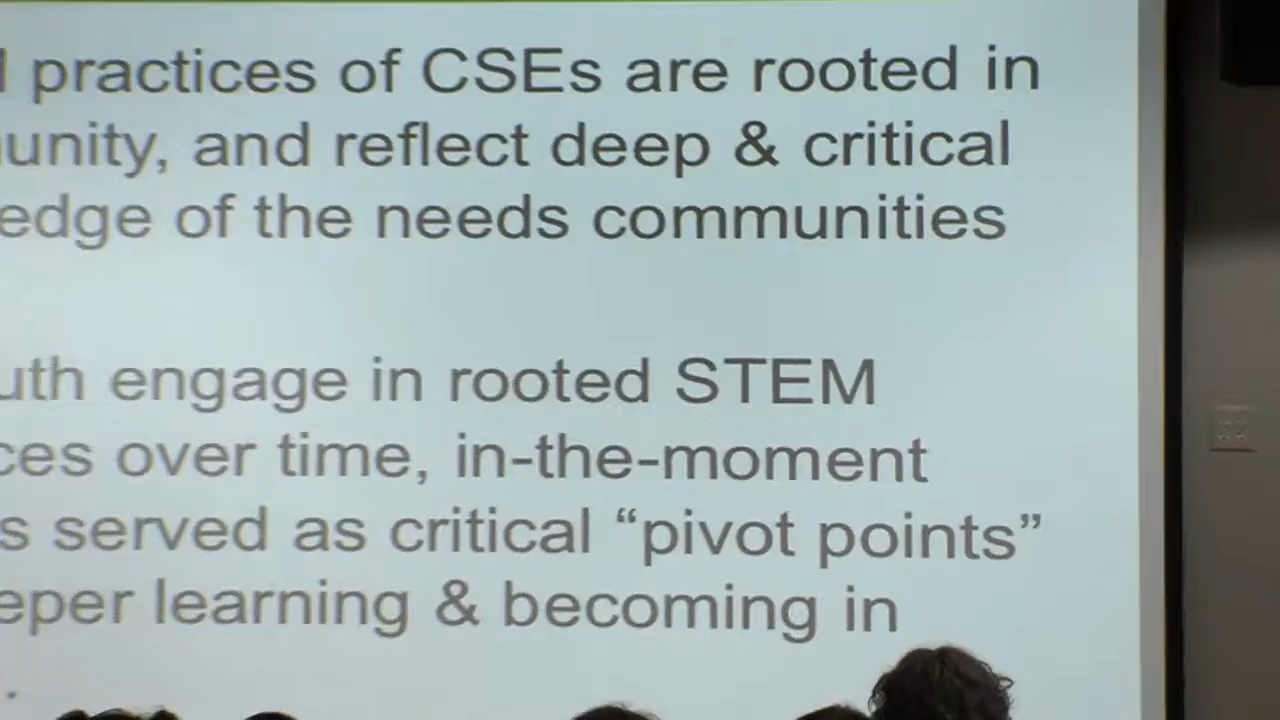 practices of CSEs are rooted in
unity, and reflect deep & critical
edge of the needs communities
uth engage in rooted STEM
ces over time, in-the-moment
s served as critical “pivot points”
eper learning & becoming in
.